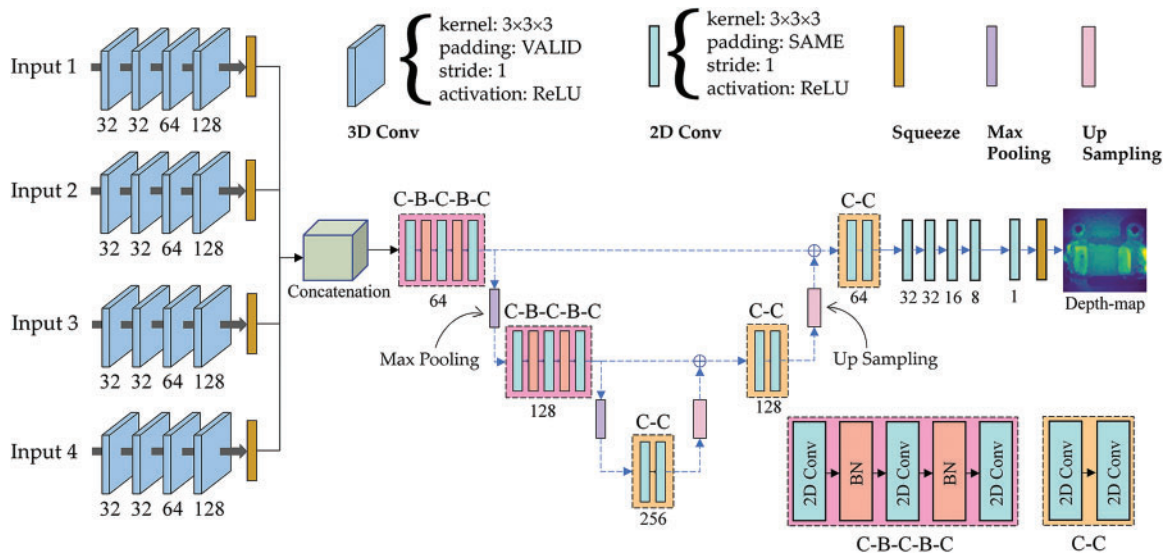 Input 1
32 32 64 128
Input 2
32 32 64 128
Input 3
32 32 64 128
Input 4
32 32 64 128
Concatenation
3D Conv
kernel: 3×3×3
padding: VALID
stride: 1
activation: ReLU
2D Conv
kernel: 3×3×3
padding: SAME
stride: 1
activation: ReLU
Squeeze
Max
Pooling
Up
Sampling
C-B-C-B-C
64
Max Pooling
C-B-C-B-C
128
C-C
256
C-C
128
Up Sampling
C-C
64
32 32 16 8 1
Depth-map
2D Conv
BN
2D Conv
BN
2D Conv
C-B-C-B-C
2D Conv
2D Conv
C-C